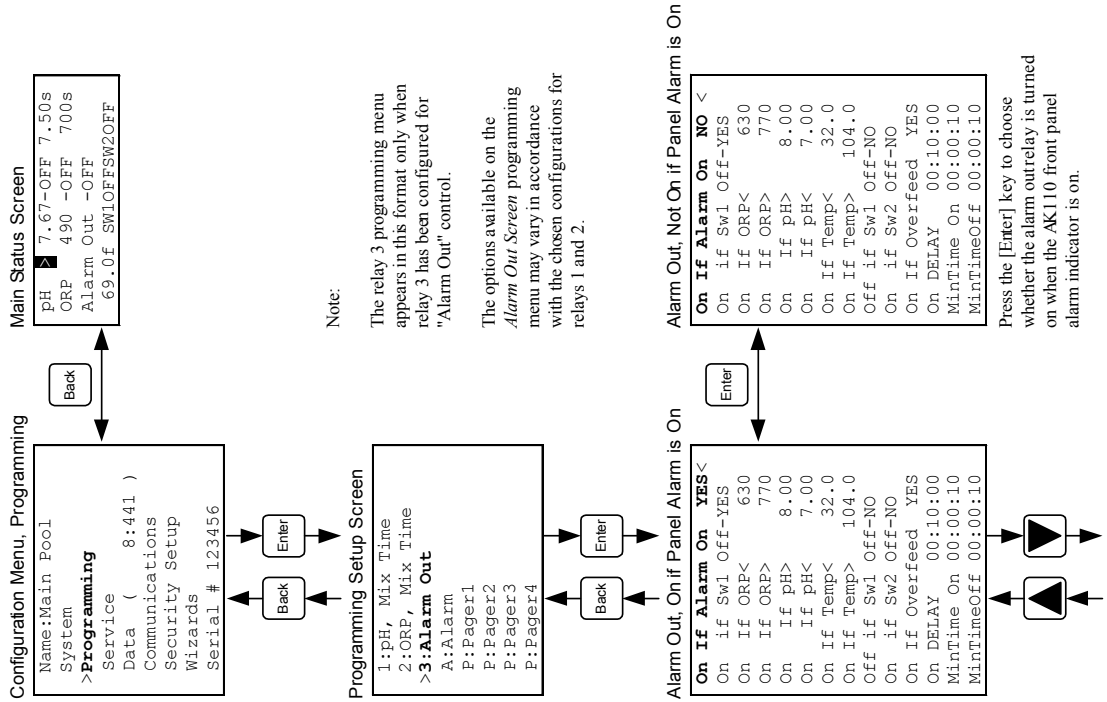 Configuration Menu, Programming
Name:Main Pool
System
>Programming
Service
Data ( 8:441 )
Communications
Security Setup
Wizards
Serial # 123456
Back
Main Status Screen
pH > 7.67-OFF 7.50s
ORP 490 -OFF 700s
Alarm Out -OFF
69.0f SW1OFFSW2OFF
Back
Enter
Programming Setup Screen
1:pH, Mix Time
2:ORP, Mix Time
>3:Alarm Out
A:Alarm
P:Pager1
P:Pager2
P:Pager3
P:Pager4
Note:
The relay 3 programming menu
appears in this format only when
relay 3 has been configured for
"Alarm Out" control.
The options available on the
Alarm Out Screen programming
menu may vary in accordance
with the chosen configurations for
relays 1 and 2.
Back
Enter
Alarm Out, On if Panel Alarm is On
On If Alarm On YES<
On if Sw1 Off-YES
On If ORP< 630
On If ORP> 770
On If pH> 8.00
On If pH< 7.00
On If Temp< 32.0
On If Temp> 104.0
Off if Sw1 Off-NO
On if Sw2 Off-NO
On If Overfeed YES
On DELAY 00:10:00
MinTime On 00:00:10
MinTimeOff 00:00:10
Enter
Alarm Out, Not On if Panel Alarm is On
On If Alarm On NO <
On if Sw1 Off-YES
On If ORP< 630
On If ORP> 770
On If pH> 8.00
On If pH< 7.00
On If Temp< 32.0
On If Temp> 104.0
Off if Sw1 Off-NO
On if Sw2 Off-NO
On If Overfeed YES
On DELAY 00:10:00
MinTime On 00:00:10
MinTimeOff 00:00:10
Press the [Enter] key to choose
whether the alarm out relay is turned
on when the AK110 front panel
alarm indicator is on.